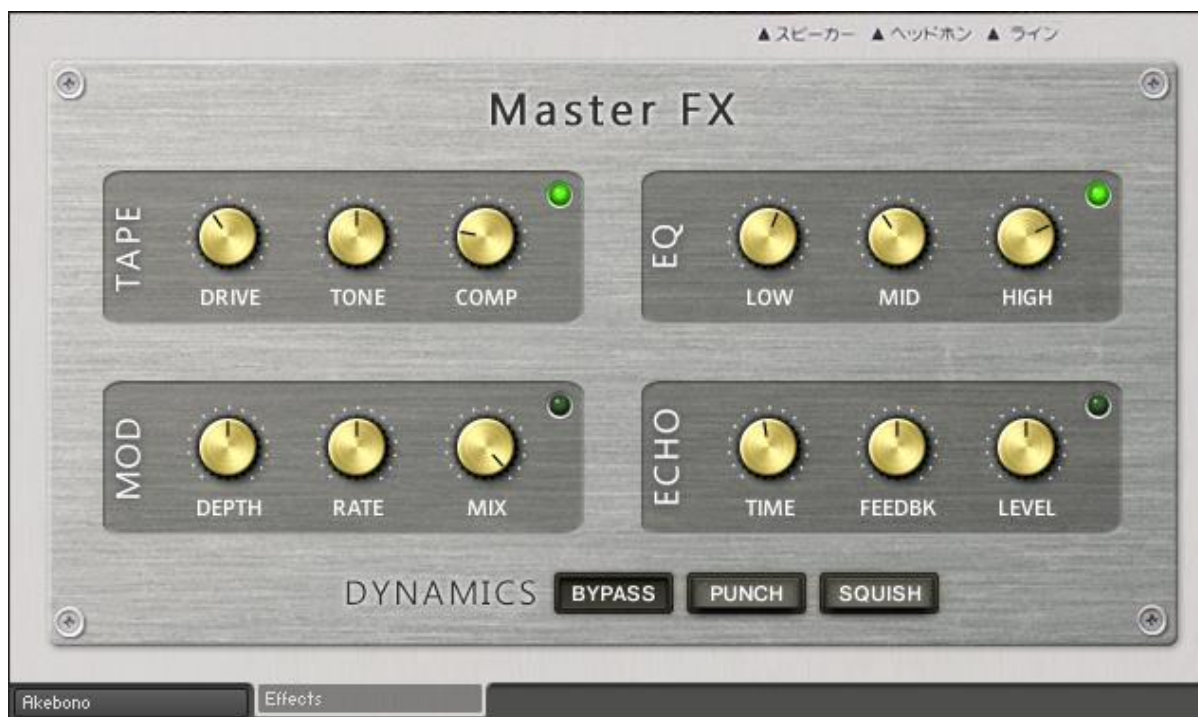 ▲スピーカー ▲ヘッドホン ▲ ライン
Master FX
TAPE
DRIVE TONE COMP
EQ
LOW MID HIGH
MOD
DEPTH RATE MIX
ECHO
TIME FEEDBK LEVEL
DYNAMICS BYPASS PUNCH SQUISH
Akebono Effects